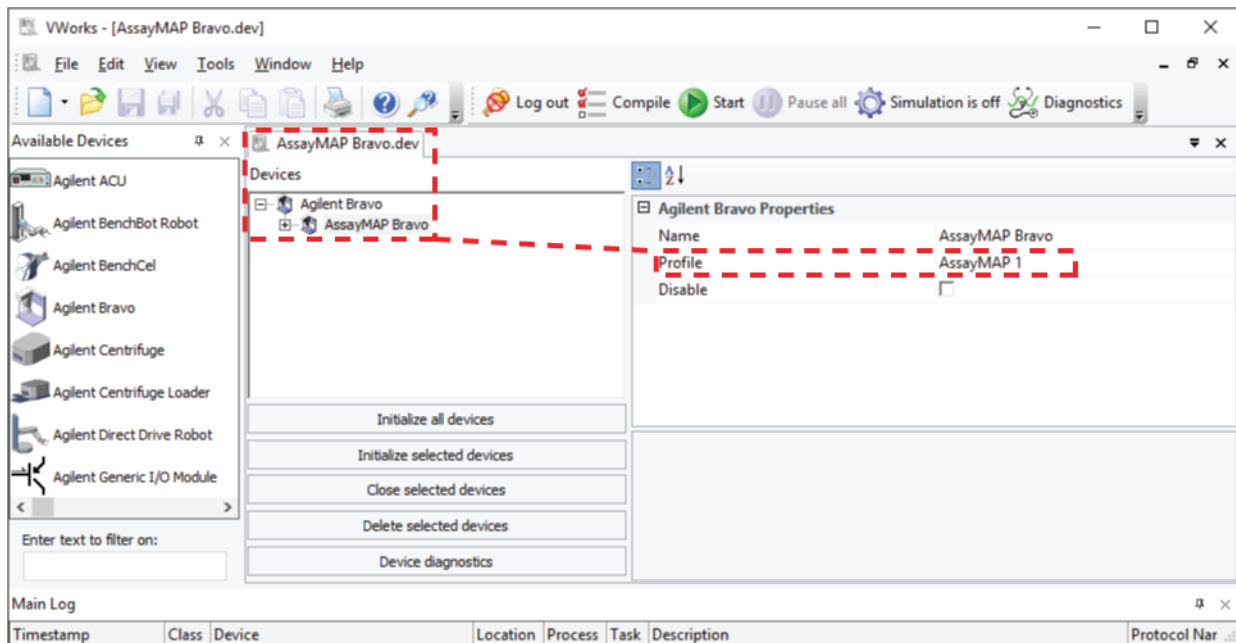 VWorks - [AssayMAP Bravo.dev]
File Edit View Tools Window Help
Log out Compile Start Pause all Simulation is off Diagnostics
Available Devices
Agilent ACU
Agilent BenchBot Robot
Agilent BenchCel
Agilent Bravo
Agilent Centrifuge
Agilent Centrifuge Loader
Agilent Direct Drive Robot
Agilent Generic I/O Module
Enter text to filter on:
AssayMAP Bravo.dev
Devices
Agilent Bravo
AssayMAP Bravo
Initialize all devices
Initialize selected devices
Close selected devices
Delete selected devices
Device diagnostics
Agilent Bravo Properties
Name AssayMAP Bravo
Profile AssayMAP 1
Disable
Main Log
Timestamp Class Device Location Process Task Description Protocol Nar